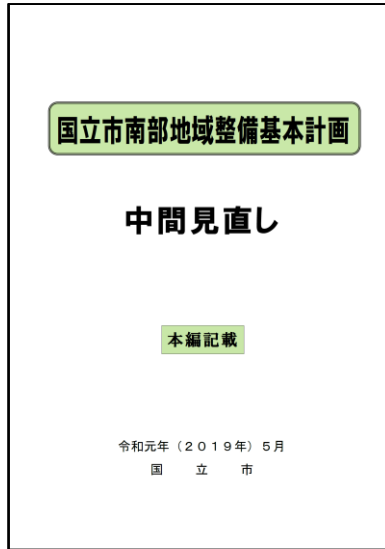 国立市南部地域整備基本計画
中間見直し
本編記載
令和元年（２０１９年）５月
国　立　市